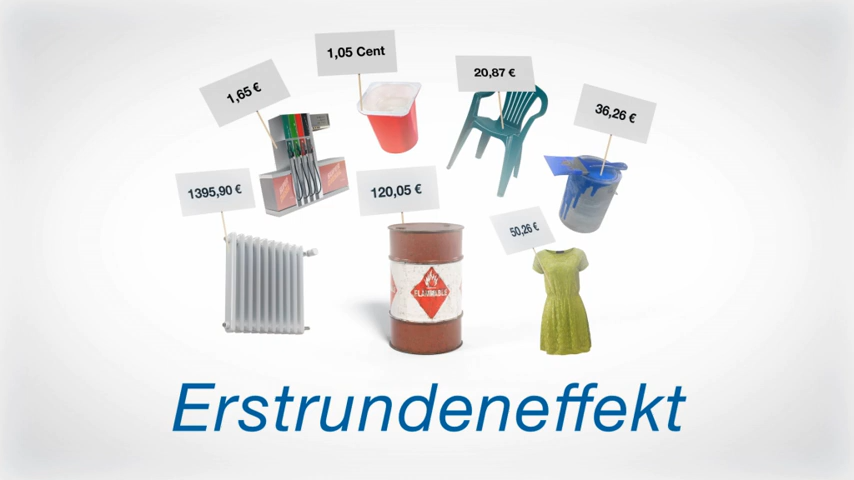 1,05 Cent
1,65 €
20,87 €
36,26 €
1395,90 €
120,05 €
50,26 €
FLAMMABLE
Erstrundeneffekt